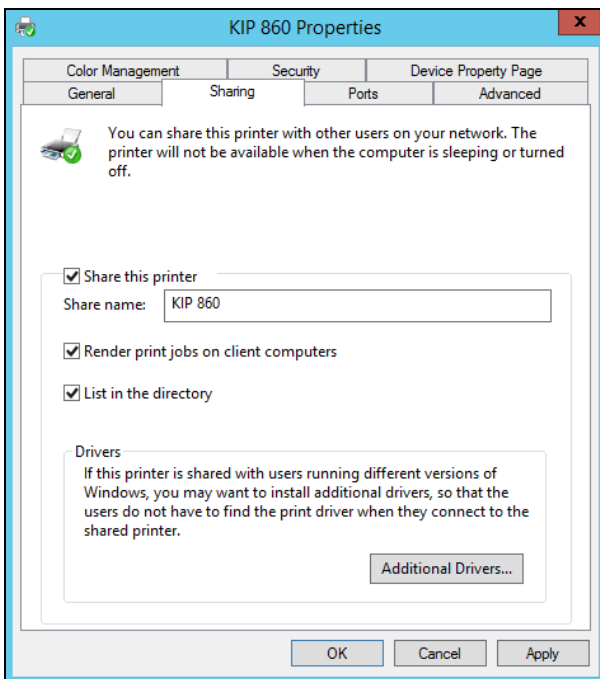 KIP 860 Properties
x
Color Management
Security
Device Property Page
General
Sharing
Ports
Advanced
You can share this printer with other users on your network. The
printer will not be available when the computer is sleeping or turned
off.
Share this printer
Share name:
KIP 860
Render print jobs on client computers
List in the directory
Drivers
If this printer is shared with users running different versions of
Windows, you may want to install additional drivers, so that the
users do not have to find the print driver when they connect to the
shared printer.
Additional Drivers...
OK
Cancel
Apply